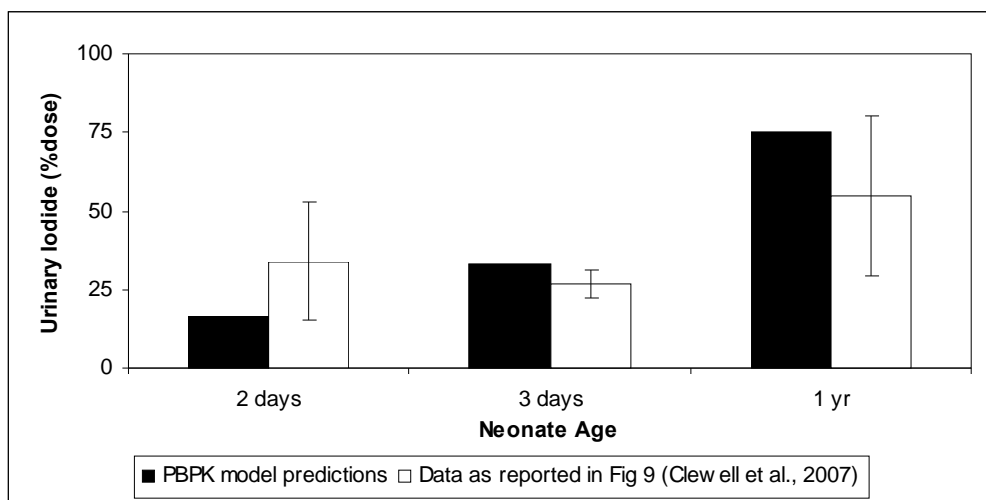 100
75
50
25
0
Urinary Iodide (%dose)
2 days 3 days 1 yr
Neonate Age
PBPK model predictions Data as reported in Fig 9 (Clewell et al., 2007)